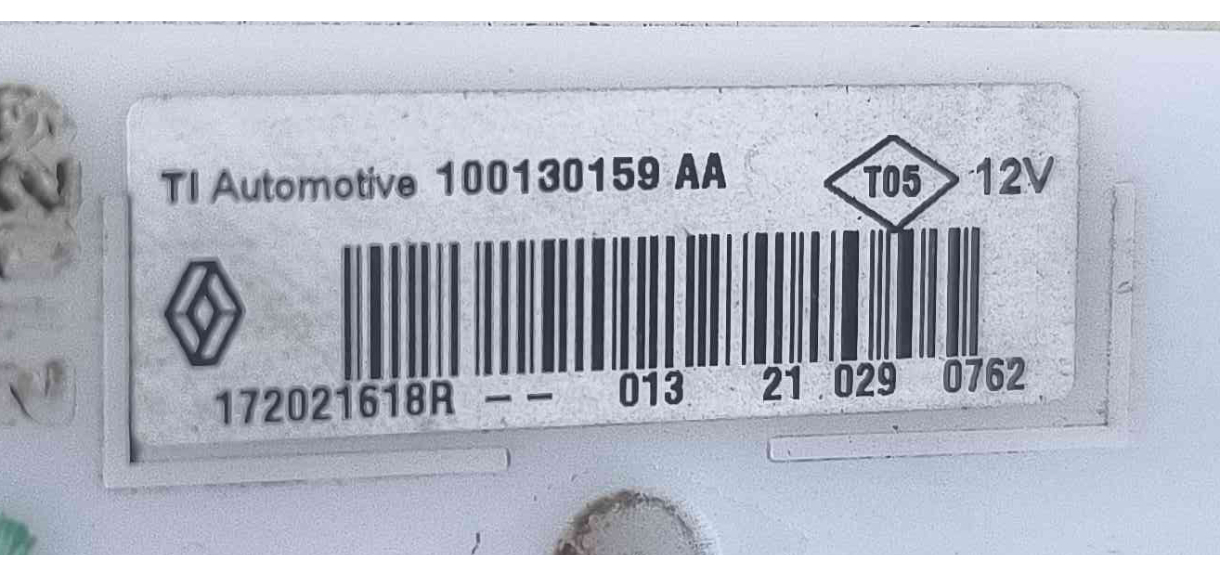 TI Automotive 100130159 AA T05 12V
172021618R -- 013 21 029 0762